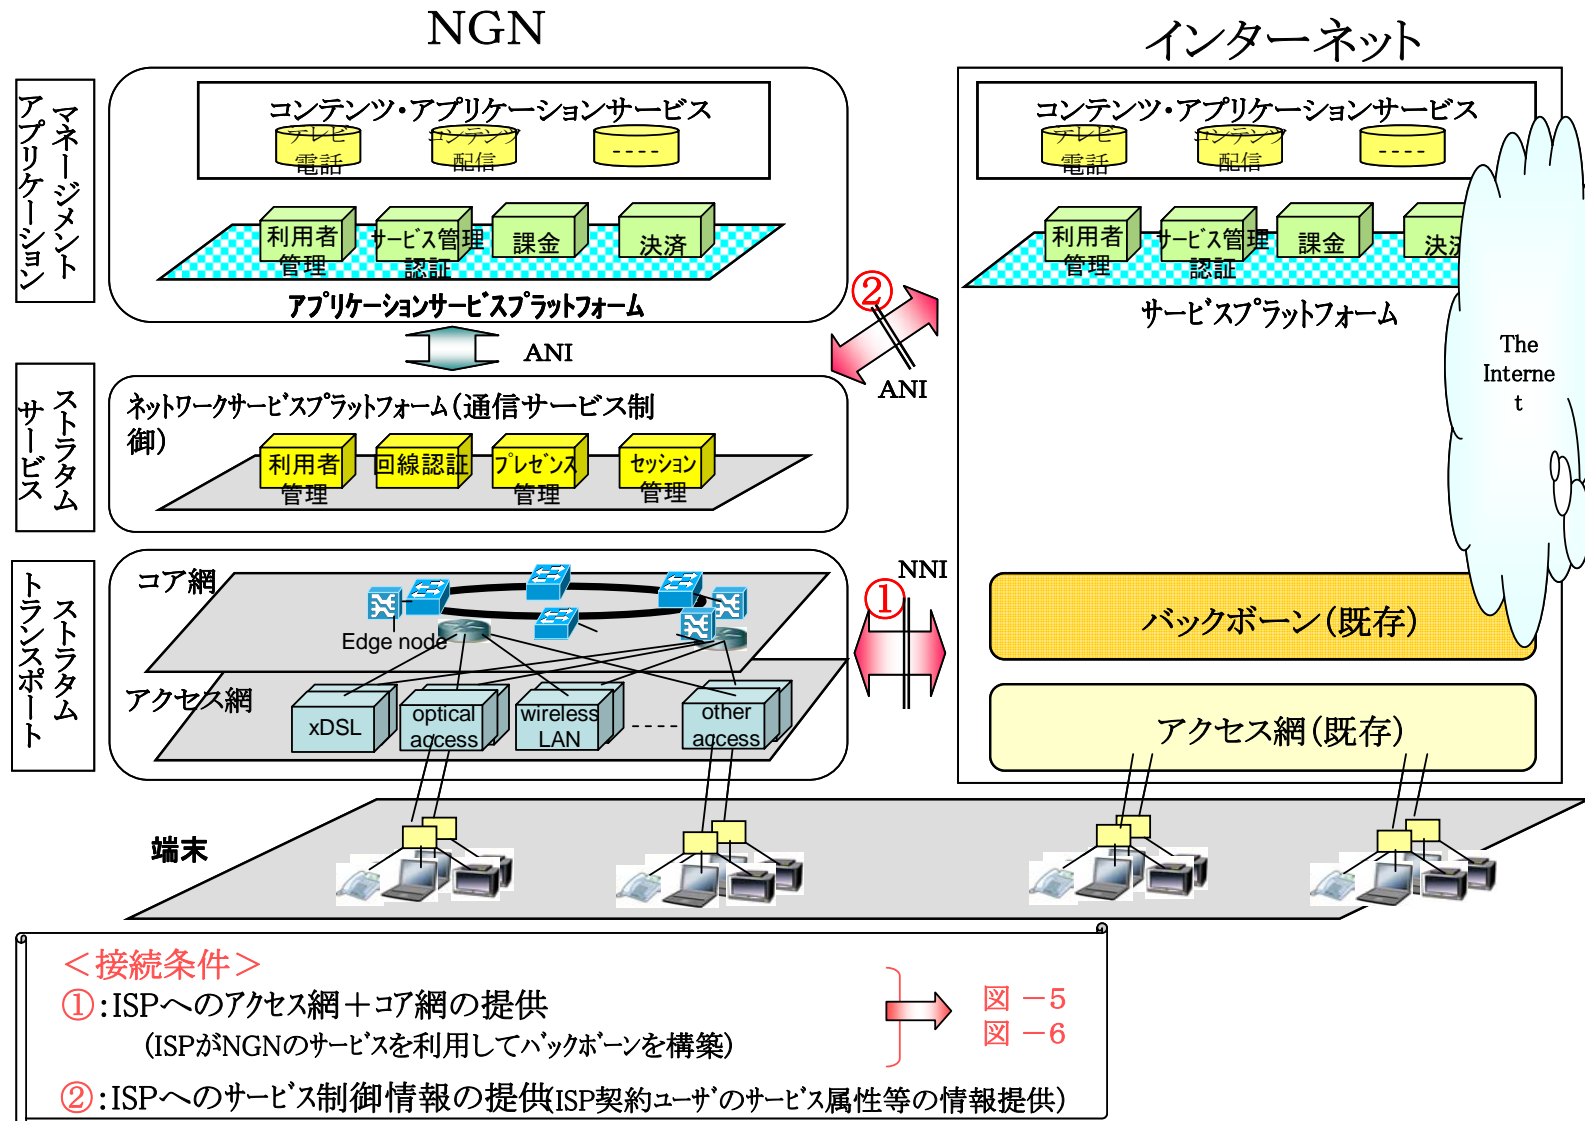 NGN
インターネット
マネージメント
アプリケーション
コンテンツ・アプリケーションサービス
テレビ
電話
コンテンツ
配信
----
利用者
管理
サービス管理
認証
課金
決済
アプリケーションサービスプラットフォーム
コンテンツ・アプリケーションサービス
テレビ
電話
コンテンツ
配信
----
利用者
管理
サービス管理
認証
課金
決済
サービスプラットフォーム
The
Interne
t
ANI
②
ANI
ストラタム
サービス
ネットワークサービスプラットフォーム(通信サービス制
御)
利用者
管理
回線認証
プレゼンス
管理
セッション
管理
ストラタム
トランスポート
コア網
Edge node
アクセス網
xDSL
optical
access
wireless
LAN
-----
other
access
①
NNI
バックボーン(既存)
アクセス網(既存)
端末
<接続条件>
①:ISPへのアクセス網+コア網の提供
(ISPがNGNのサービスを利用してバックボーンを構築)
図-5
図-6
②:ISPへのサービス制御情報の提供(ISP契約ユーザのサービス属性等の情報提供)